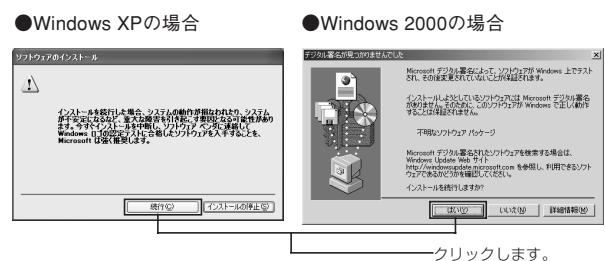 ●Windows XPの場合
ソフトウェアのインストール
インストールを続行した場合、システムの動作が損なわれたり、システム
が不安定になるなど、重大な障害を引き起こす要因となる可能性があり
ます。今すぐインストールを中断し、ソフトウェア ベンダに連絡して
Windows ロゴの認定テストに合格したソフトウェアを入手することを、
Microsoft は強く推奨します。
続行(C)
インストールの停止(S)
●Windows 2000の場合
デジタル署名が見つかりませんでした
Microsoft デジタル署名によって、ソフトウェアが Windows 上でテスト
され、その後変更されていないことが保証されます。
インストールしようとしているソフトウェアには Microsoft デジタル署名
がありません。そのために、このソフトウェアが Windows で正しく動作
することは保証されません。
不明なソフトウェア パッケージ
Microsoft デジタル署名されたソフトウェアを検索する場合は、
Windows Update Web サイト
http://windowsupdate.microsoft.com を参照し、利用できるソフト
ウェアであるかどうかを確認してください。
インストールを続行しますか?
はい(Y)
いいえ(N)
詳細情報(M)
クリックします。